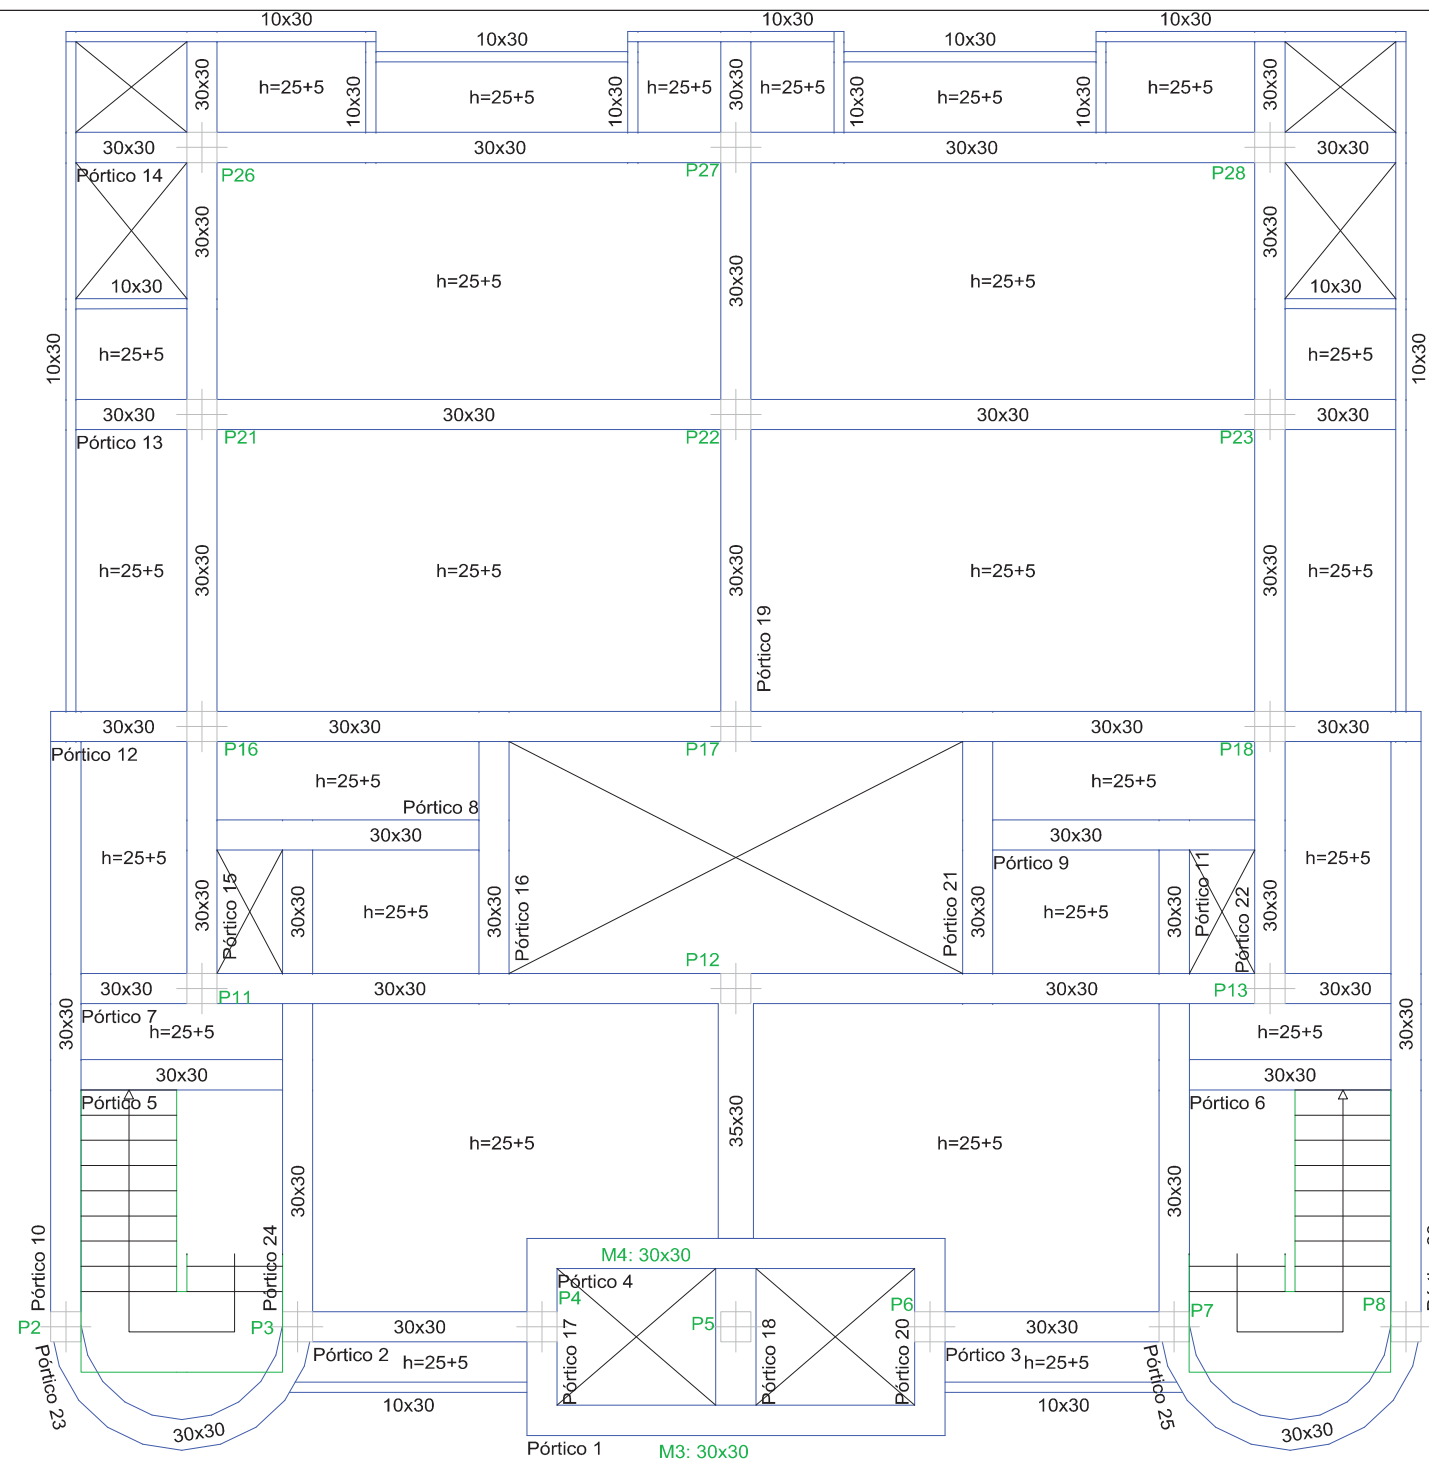 10x30
10x30
10x30
10x30
10x30
30x30
h=25+5
10x30
h=25+5
10x30
h=25+5
30x30
h=25+5
10x30
h=25+5
10x30
h=25+5
30x30
30x30
30x30
30x30
30x30
Pórtico 14
P26
P27
P28
30x30
30x30
30x30
h=25+5
h=25+5
10x30
10x30
10x30
h=25+5
h=25+5
10x30
30x30
30x30
30x30
30x30
Pórtico 13
P21
P22
P23
h=25+5
30x30
h=25+5
30x30
h=25+5
30x30
h=25+5
Pórtico 19
30x30
30x30
30x30
30x30
Pórtico 12
P16
P17
P18
h=25+5
h=25+5
Pórtico 8
30x30
30x30
h=25+5
Pórtico 9
h=25+5
30x30
Pórtico 15
30x30
h=25+5
30x30
Pórtico 16
Pórtico 21
30x30
h=25+5
30x30
Pórtico 11
Pórtico 22
30x30
P12
30x30
P11
30x30
30x30
P13
30x30
30x30
Pórtico 7
h=25+5
h=25+5
30x30
30x30
30x30
Pórtico 5
Pórtico 6
35x30
h=25+5
h=25+5
30x30
30x30
Pórtico 10
Pórtico 24
M4: 30x30
Pórtico 4
P4
P6
P7
P8
P2
P3
30x30
P5
30x30
Pórtico 2
h=25+5
Pórtico 17
Pórtico 18
Pórtico 20
Pórtico 3
h=25+5
Pórtico 23
Pórtico 25
10x30
10x30
30x30
30x30
Pórtico 1
M3: 30x30